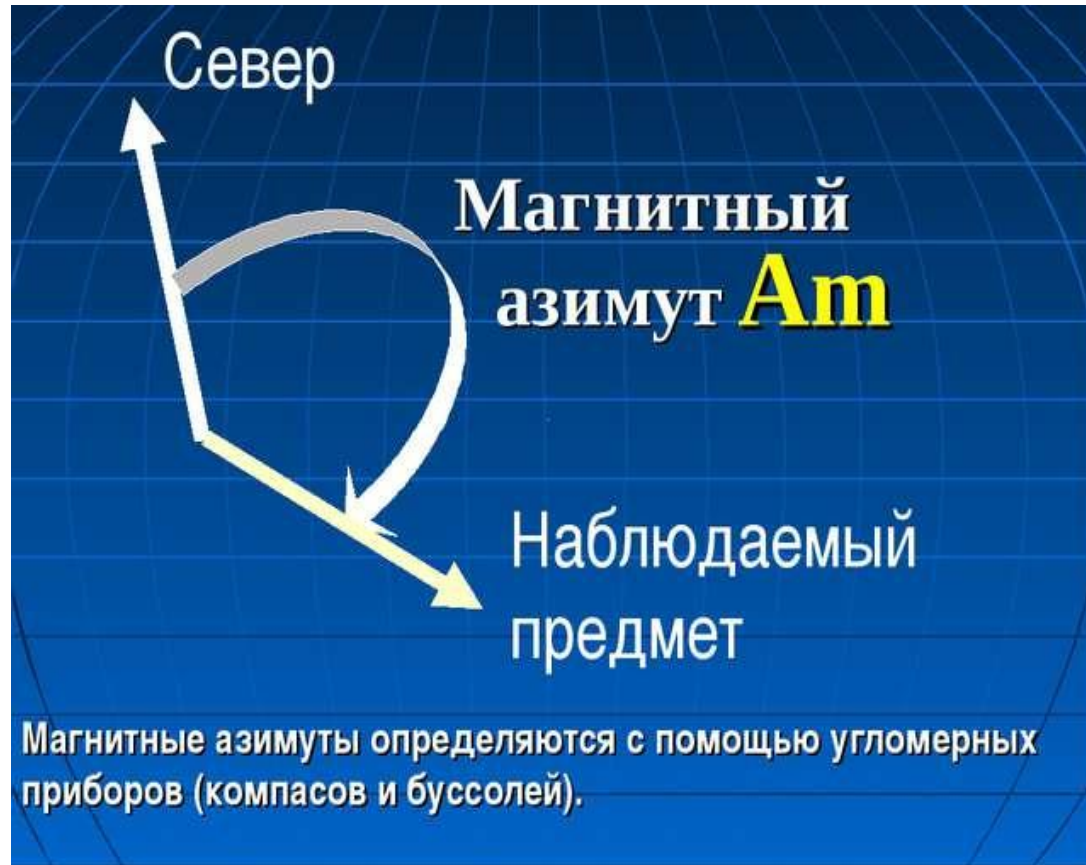 Север
Магнитный
азимут Am
Наблюдаемый
предмет
Магнитные азимуты определяются с помощью угломерных
приборов (компасов и буссолей).